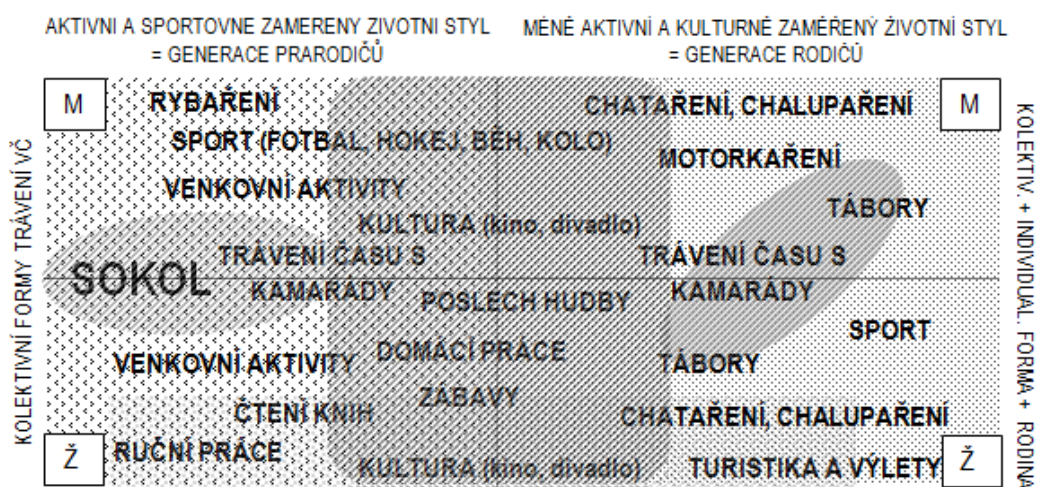 AKTIVNI A SPORTOVNE ZAMERENY ZIVOTNI STYL
= GENERACE PRARODIČŮ
MÉNĚ AKTIVNÍ A KULTURNĚ ZAMĚŘENÝ ŽIVOTNÍ STYL
= GENERACE RODIČŮ
KOLEKTIVNÍ FORMY TRÁVENÍ VČ
M
RYBAŘENÍ
SPORT (FOTBAL, HOKEJ, BĚH, KOLO)
VENKOVNÍ AKTIVITY
KULTURA (kino, divadlo)
SOKOL
TRÁVENÍ ČASU S
KAMARÁDY
POSLECH HUDBY
VENKOVNÍ AKTIVITY
DOMÁCÍ PRÁCE
ZÁBAVY
ČTENÍ KNIH
Ž
RUČNÍ PRÁCE
KULTURA (kino, divadlo)
CHATAŘENÍ, CHALUPAŘENÍ
M
MOTORKAŘENÍ
TÁBORY
TRÁVENÍ ČASU S
KAMARÁDY
SPORT
TÁBORY
CHATAŘENÍ, CHALUPAŘENÍ
TURISTIKA A VÝLETY
Ž
KOLEKTIV + INDIVIDUAL. FORMA + RODINA